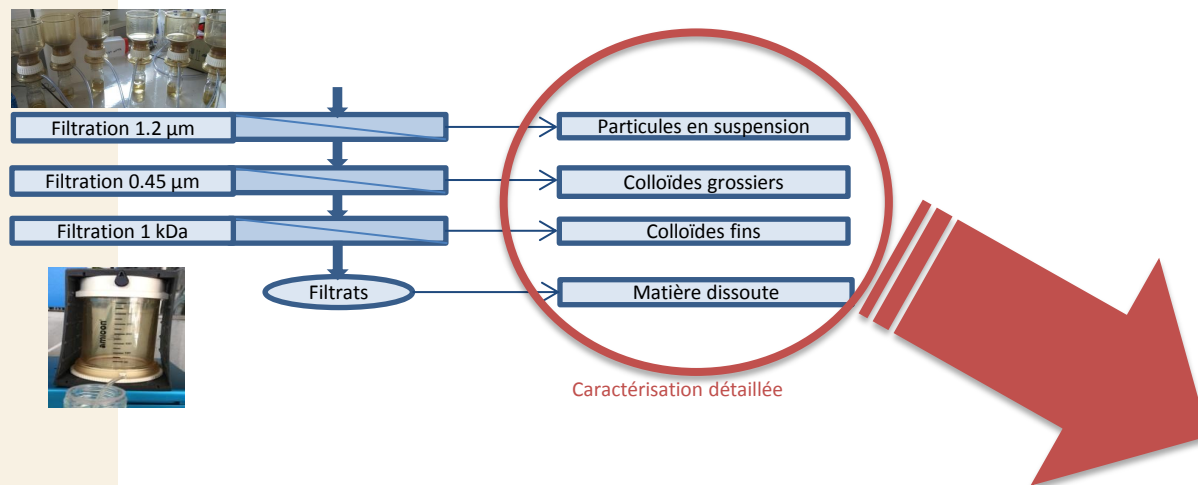 Filtration 1.2 µm
Particules en suspension
Filtration 0.45 µm
Colloïdes grossiers
Filtration 1 kDa
Colloïdes fins
Filtrats
Matière dissoute
amicon
Caractérisation détaillée